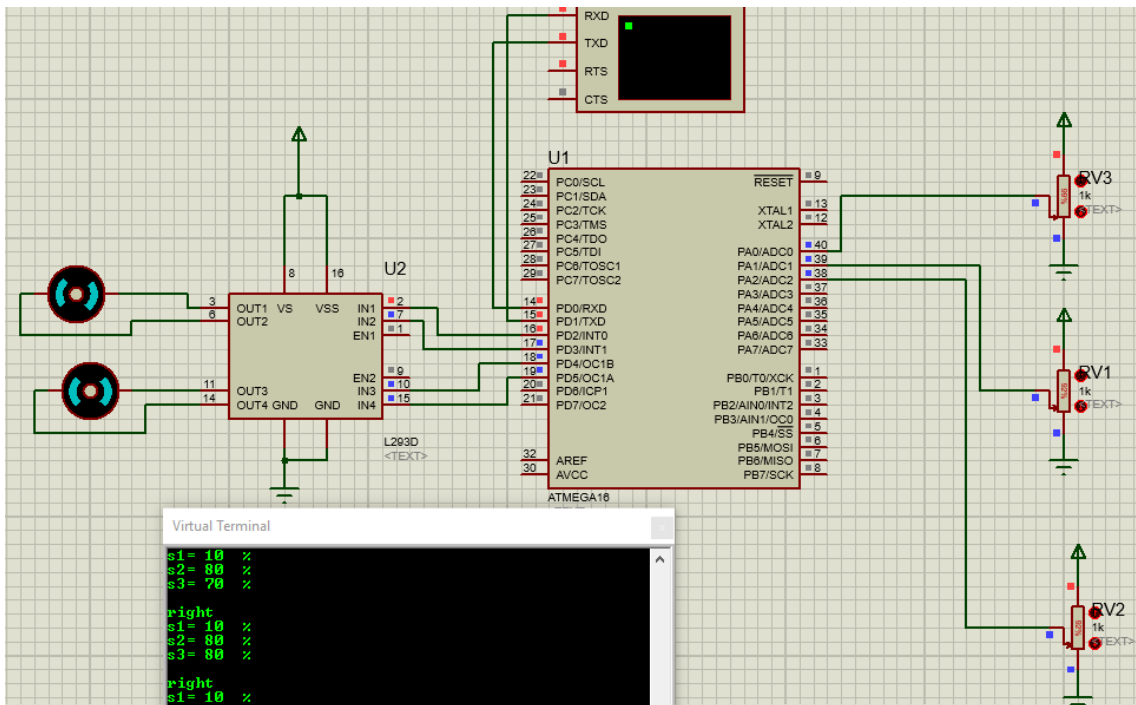 RXD
TXD
RTS
CTS
U1
22 PC0/SCL
23 PC1/SDA
24 PC2/TCK
25 PC3/TMS
26 PC4/TDO
27 PC5/TDI
28 PC6/TOSC1
29 PC7/TOSC2
14 PD0/RXD
15 PD1/TXD
16 PD2/INT0
17 PD3/INT1
18 PD4/OC1B
19 PD5/OC1A
20 PD6/ICP1
21 PD7/OC2
32 AREF
30 AVCC
RESET 9
XTAL1 13
XTAL2 12
PA0/ADC0 40
PA1/ADC1 39
PA2/ADC2 38
PA3/ADC3 37
PA4/ADC4 36
PA5/ADC5 35
PA6/ADC6 34
PA7/ADC7 33
PB0/T0/XCK 1
PB1/T1 2
PB2/AIN0/INT2 3
PB3/AIN1/OC0 4
PB4/SS 5
PB5/MOSI 6
PB6/MISO 7
PB7/SCK 8
ATMEGA16
U2
8 16
3 OUT1 VS VSS IN1 2
6 OUT2 IN2 7
EN1 1
EN2 9
11 OUT3 IN3 10
14 OUT4 GND GND IN4 15
L293D
<TEXT>
RV3
1k
<TEXT>
99%
RV1
1k
<TEXT>
92%
RV2
1k
<TEXT>
92%
Virtual Terminal
s1= 10 %
s2= 80 %
s3= 70 %
right
s1= 10 %
s2= 80 %
s3= 80 %
right
s1= 10 %